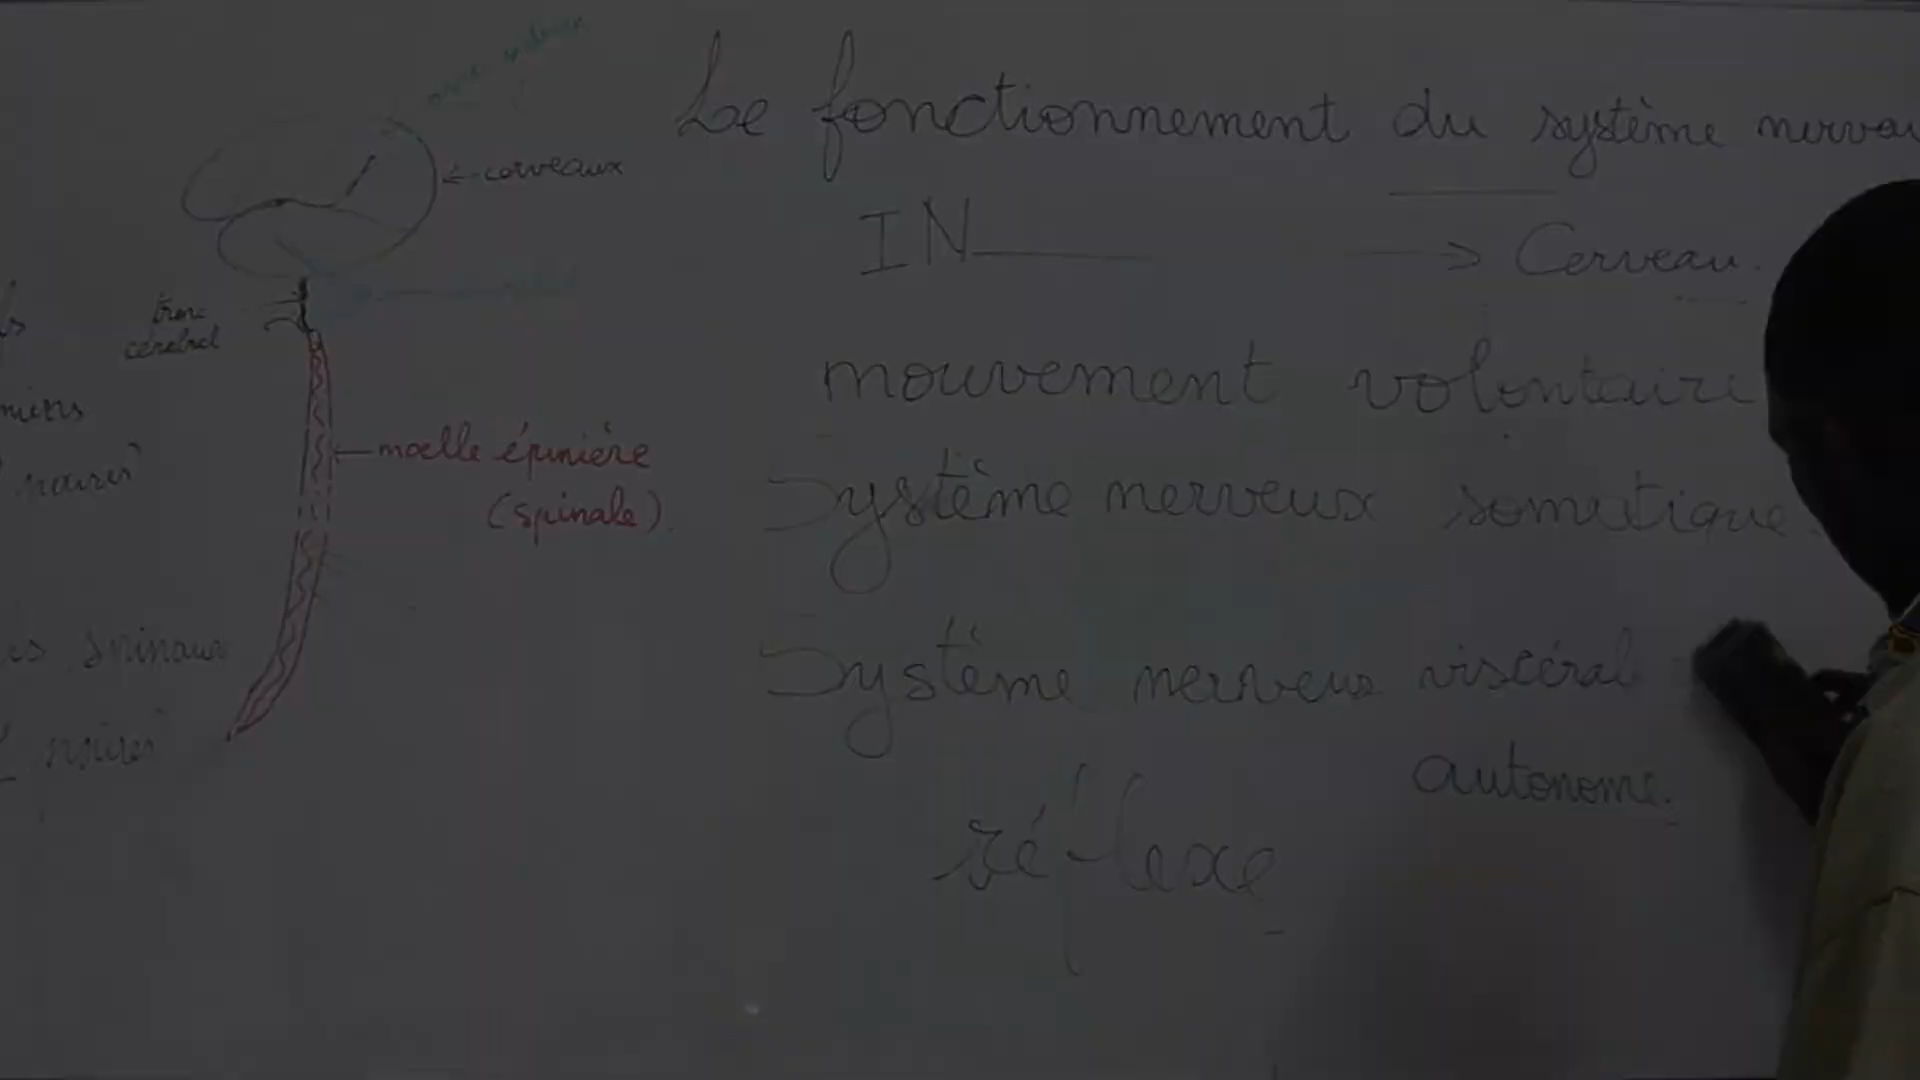 Le fonctionnement du système
IN → Cerveau.
mouvement volontaire
Système nerveux somatique.
Système nerveux viscéral
autonome.
réflexe
← cerveaux
tronc
cérébral
moelle épinière
(spinale).
spinaux